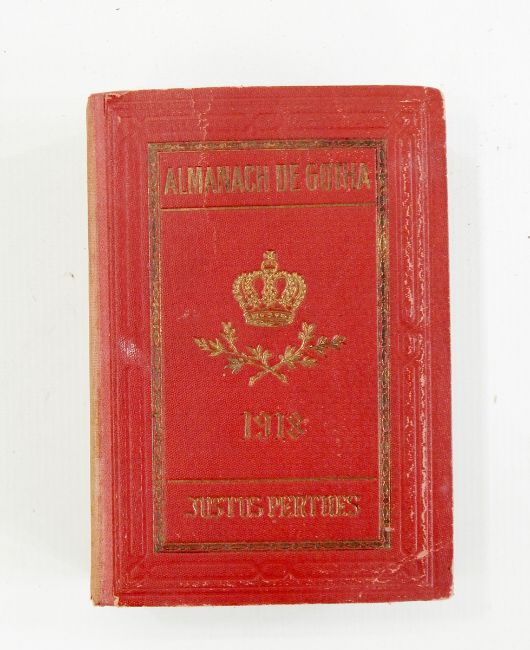 ALMANACH DE GOTHA
1918
JUSTUS PERTHES